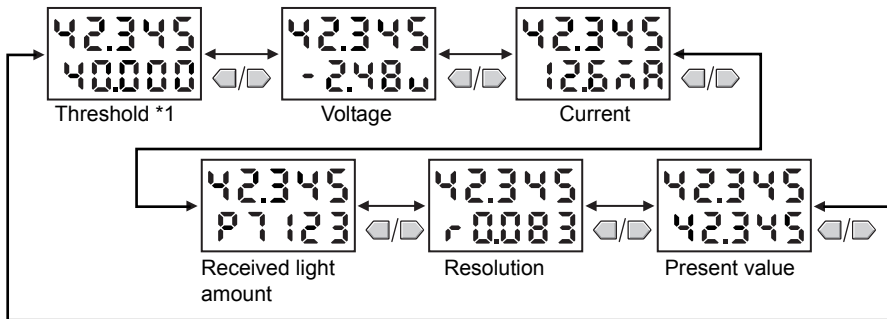 42.345
40.000
Threshold *1
42.345
-2.48u
Voltage
42.345
12.6mA
Current
42.345
P7123
Received light
amount
42.345
r0.083
Resolution
42.345
42.345
Present value